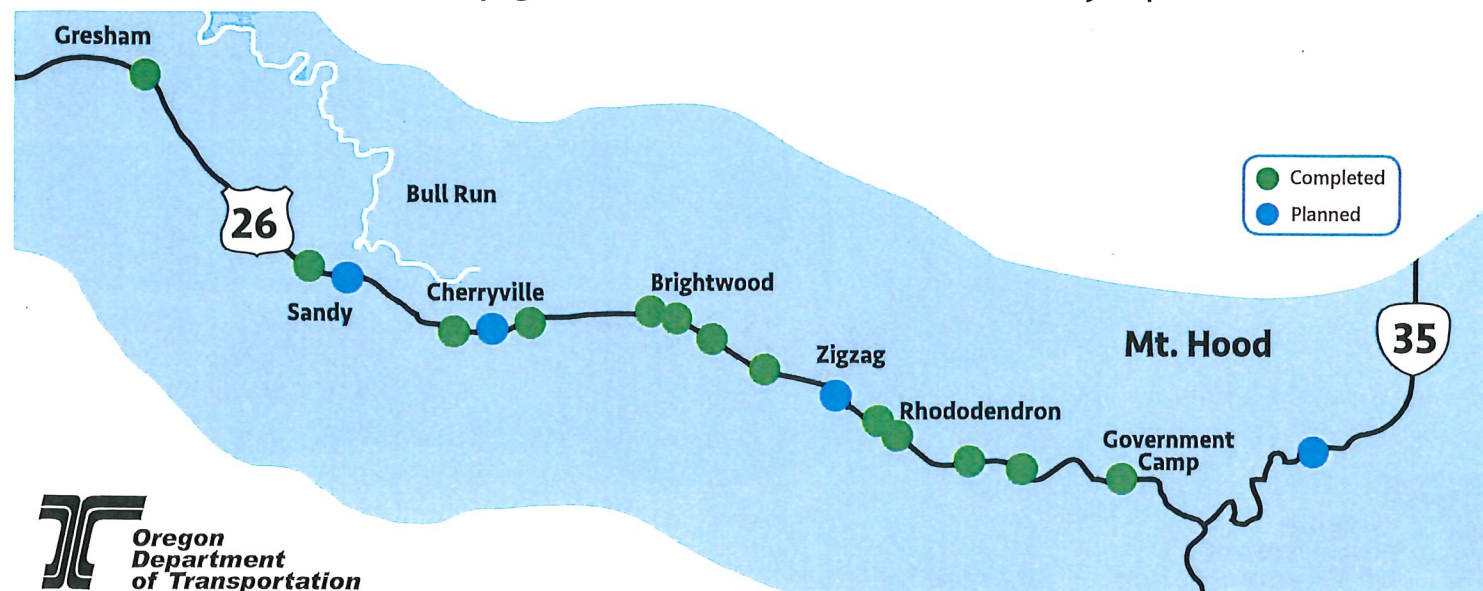 Gresham
Bull Run
26
Completed
Planned
Sandy
Cherryville
Brightwood
Zigzag
Mt. Hood
35
Rhododendron
Government
Camp
Oregon
Department
of Transportation